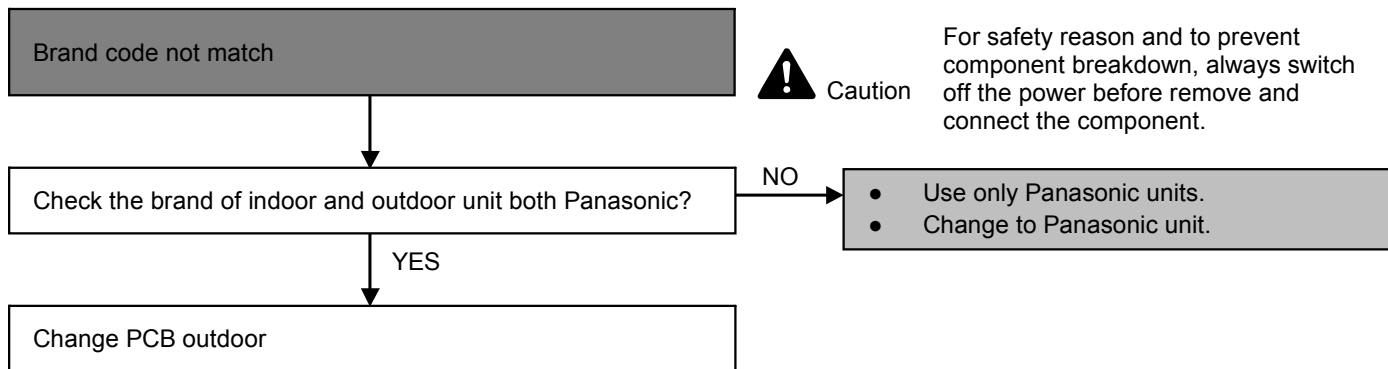 Brand code not match
Caution
For safety reason and to prevent
component breakdown, always switch
off the power before remove and
connect the component.
Check the brand of indoor and outdoor unit both Panasonic?
NO
● Use only Panasonic units.
● Change to Panasonic unit.
YES
Change PCB outdoor